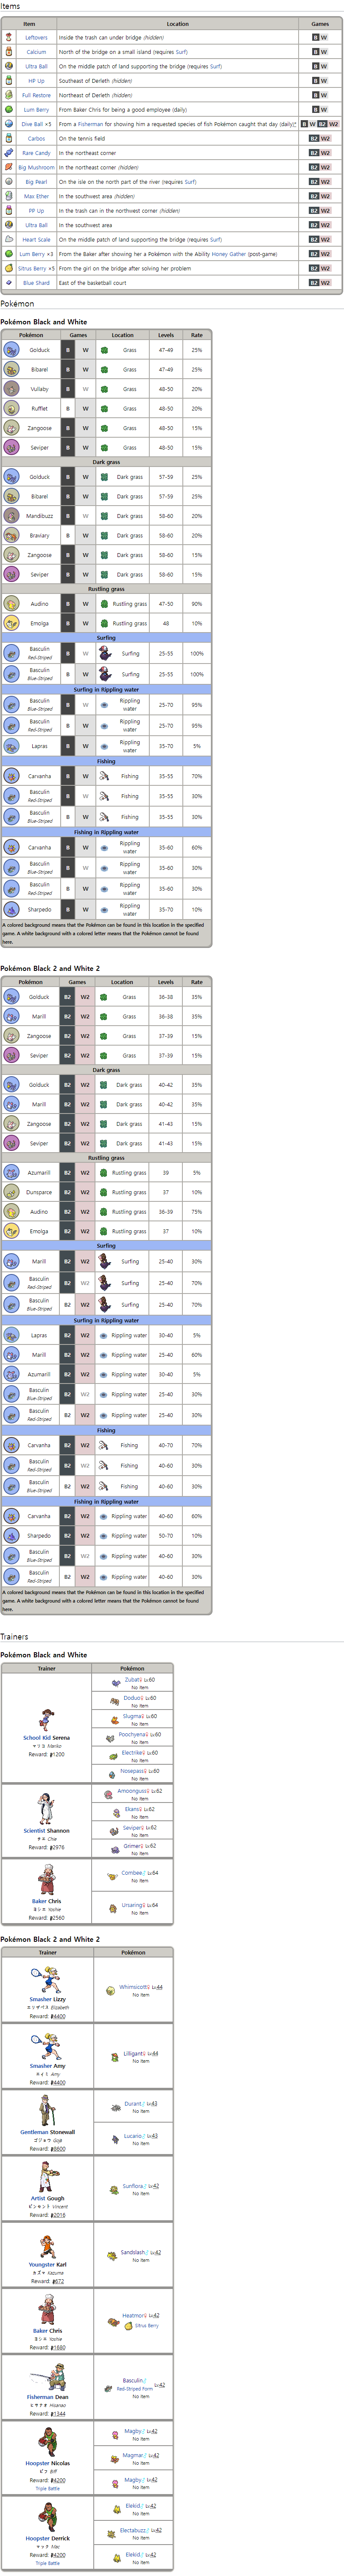 Items
Item Location Games
Leftovers Inside the trash can under bridge (hidden) B W
Calcium North of the bridge on a small island (requires Surf) B W
Ultra Ball On the middle patch of land supporting the bridge (requires Surf) B W
HP Up Southeast of Derleth (hidden) B W
Full Restore Northeast of Derleth (hidden) B W
Lum Berry From Baker Chris for being a good employee (daily) B W
Dive Ball ×5 From a Fisherman for showing him a requested species of fish Pokémon caught that day (daily)* B W B2 W2
Carbos On the tennis field B2 W2
Rare Candy In the northeast corner B2 W2
Big Mushroom In the northeast corner (hidden) B2 W2
Big Pearl On the isle on the north part of the river (requires Surf) B2 W2
Max Ether In the southwest area (hidden) B2 W2
PP Up In the trash can in the northwest corner (hidden) B2 W2
Ultra Ball In the southwest area B2 W2
Heart Scale On the middle patch of land supporting the bridge (requires Surf) B2 W2
Lum Berry ×3 From the Baker after showing her a Pokémon with the Ability Honey Gather (post-game) B2 W2
Sitrus Berry ×5 From the girl on the bridge after solving her problem B2 W2
Blue Shard East of the basketball court B2 W2
Pokémon
Pokémon Black and White
Pokémon Games Location Levels Rate
Golduck B W Grass 47-49 25%
Bibarel B W Grass 47-49 25%
Vullaby B W Grass 48-50 20%
Rufflet B W Grass 48-50 20%
Zangoose B W Grass 48-50 15%
Seviper B W Grass 48-50 15%
Dark grass
Golduck B W Dark grass 57-59 25%
Bibarel B W Dark grass 57-59 25%
Mandibuzz B W Dark grass 58-60 20%
Braviary B W Dark grass 58-60 20%
Zangoose B W Dark grass 58-60 15%
Seviper B W Dark grass 58-60 15%
Rustling grass
Audino B W Rustling grass 47-50 90%
Emolga B W Rustling grass 48 10%
Surfing
Basculin
Red-Striped B W Surfing 25-55 100%
Basculin
Blue-Striped B W Surfing 25-55 100%
Surfing in Rippling water
Basculin
Blue-Striped B W Rippling water 25-70 95%
Basculin
Red-Striped B W Rippling water 25-70 95%
Lapras B W Rippling water 35-70 5%
Fishing
Carvanha B W Fishing 35-55 70%
Basculin
Red-Striped B W Fishing 35-55 30%
Basculin
Blue-Striped B W Fishing 35-55 30%
Fishing in Rippling water
Carvanha B W Rippling water 35-60 60%
Basculin
Blue-Striped B W Rippling water 35-60 30%
Basculin
Red-Striped B W Rippling water 35-60 30%
Sharpedo B W Rippling water 35-70 10%
A colored background means that the Pokémon can be found in this location in the specified
game. A white background with a colored letter means that the Pokémon cannot be found
here.
Pokémon Black 2 and White 2
Pokémon Games Location Levels Rate
Golduck B2 W2 Grass 36-38 35%
Marill B2 W2 Grass 36-38 35%
Zangoose B2 W2 Grass 37-39 15%
Seviper B2 W2 Grass 37-39 15%
Dark grass
Golduck B2 W2 Dark grass 40-42 35%
Marill B2 W2 Dark grass 40-42 35%
Zangoose B2 W2 Dark grass 41-43 15%
Seviper B2 W2 Dark grass 41-43 15%
Rustling grass
Azumarill B2 W2 Rustling grass 39 5%
Dunsparce B2 W2 Rustling grass 37 10%
Audino B2 W2 Rustling grass 36-39 75%
Emolga B2 W2 Rustling grass 37 10%
Surfing
Marill B2 W2 Surfing 25-40 30%
Basculin
Red-Striped B2 W2 Surfing 25-40 70%
Basculin
Blue-Striped B2 W2 Surfing 25-40 70%
Surfing in Rippling water
Lapras B2 W2 Rippling water 30-40 5%
Marill B2 W2 Rippling water 25-40 60%
Azumarill B2 W2 Rippling water 30-40 5%
Basculin
Blue-Striped B2 W2 Rippling water 25-40 30%
Basculin
Red-Striped B2 W2 Rippling water 25-40 30%
Fishing
Carvanha B2 W2 Fishing 40-70 70%
Basculin
Red-Striped B2 W2 Fishing 40-60 30%
Basculin
Blue-Striped B2 W2 Fishing 40-60 30%
Fishing in Rippling water
Carvanha B2 W2 Rippling water 40-60 60%
Sharpedo B2 W2 Rippling water 50-70 10%
Basculin
Blue-Striped B2 W2 Rippling water 40-60 30%
Basculin
Red-Striped B2 W2 Rippling water 40-60 30%
A colored background means that the Pokémon can be found in this location in the specified
game. A white background with a colored letter means that the Pokémon cannot be found
here.
Trainers
Pokémon Black and White
Trainer Pokémon
School Kid Serena
マリコ Mariko
Reward: 1200
Zubat♀ Lv.60
No item
Doduo♀ Lv.60
No item
Slugma♀ Lv.60
No item
Poochyena♀ Lv.60
No item
Electrike♀ Lv.60
No item
Nosepass♀ Lv.60
No item
Scientist Shannon
チエ Chie
Reward: 2976
Amoonguss♀ Lv.62
No item
Ekans♀ Lv.62
No item
Seviper♀ Lv.62
No item
Grimer♀ Lv.62
No item
Baker Chris
ヨシエ Yoshie
Reward: 2560
Combee♀ Lv.64
No item
Ursaring♀ Lv.64
No item
Pokémon Black 2 and White 2
Trainer Pokémon
Smasher Lizzy
エリザベス Elizabeth
Reward: 4400
Whimsicott♀ Lv.44
No item
Smasher Amy
エイミ Amy
Reward: 4400
Lilligant♀ Lv.44
No item
Gentleman Stonewall
ゴリョウ Gojō
Reward: 8600
Durant♂ Lv.43
No item
Lucario♂ Lv.43
No item
Artist Gough
ビンセント Vincent
Reward: 2016
Sunflora♂ Lv.42
No item
Youngster Karl
カズマ Kazuma
Reward: 672
Sandslash♂ Lv.42
No item
Baker Chris
ヨシエ Yoshie
Reward: 1680
Heatmor♀ Lv.42
Sitrus Berry
Fisherman Dean
ヒサナオ Hisanao
Reward: 1344
Basculin♂
Red-Striped Form Lv.42
No item
Hoopster Nicolas
ビフ Biff
Reward: 4200
Triple Battle
Magby♂ Lv.42
No item
Magmar♂ Lv.42
No item
Magby♂ Lv.42
No item
Hoopster Derrick
マック Mac
Reward: 4200
Triple Battle
Elekid♂ Lv.42
No item
Electabuzz♂ Lv.42
No item
Elekid♂ Lv.42
No item